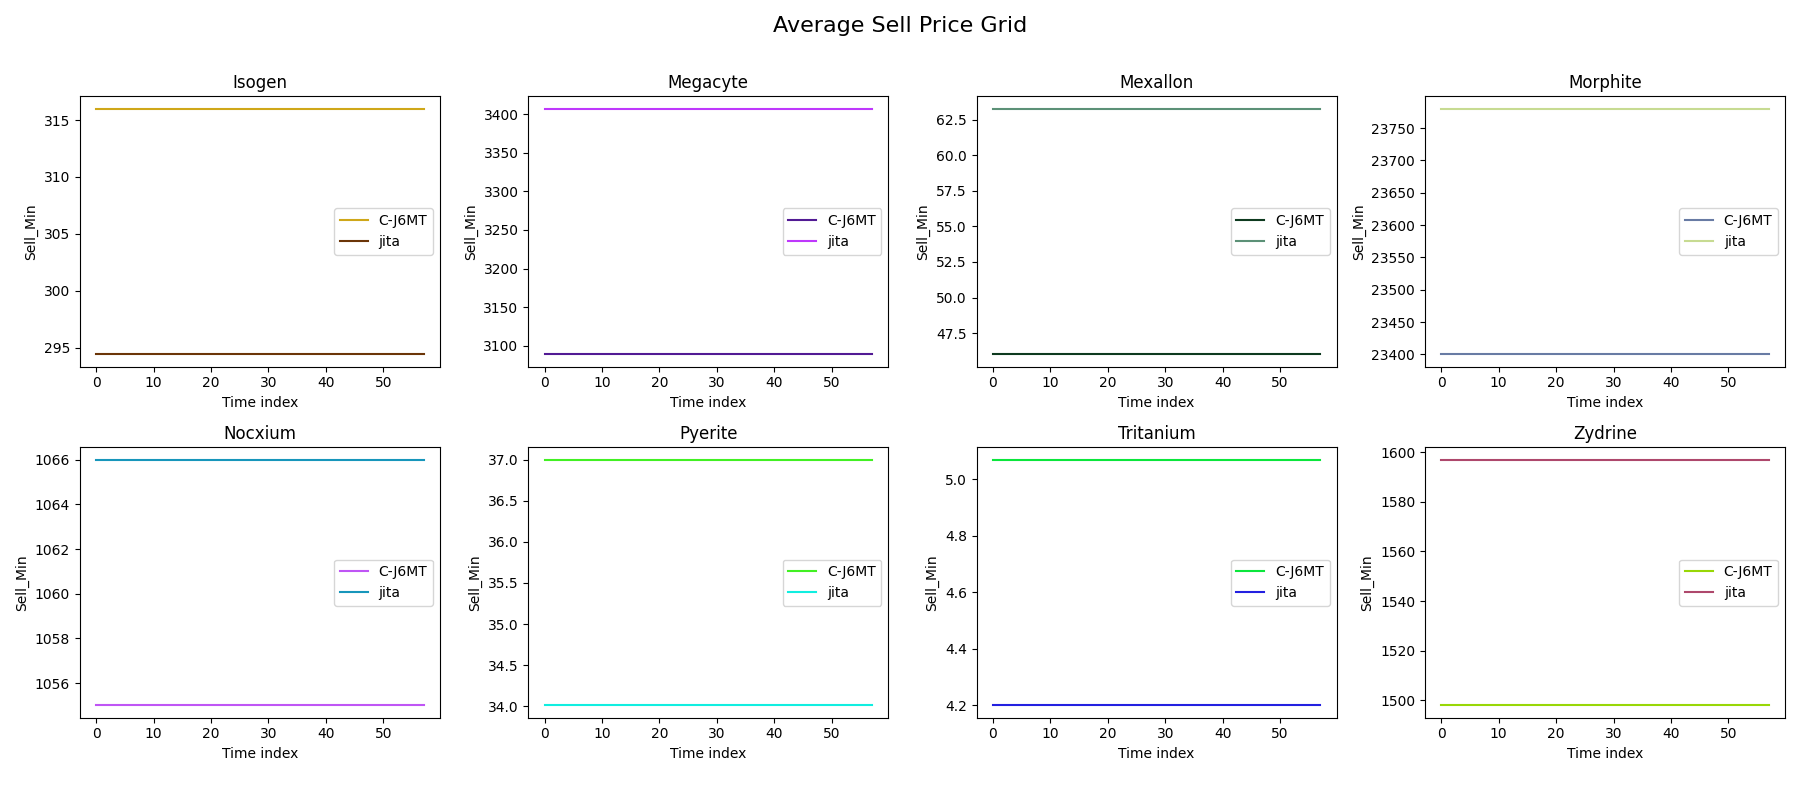 Average Sell Price Grid
Isogen
315
310
305
300
295
Sell_Min
C-J6MT
jita
0 10 20 30 40 50
Time index
Megacyte
3400
3350
3300
3250
3200
3150
3100
Sell_Min
C-J6MT
jita
0 10 20 30 40 50
Time index
Mexallon
62.5
60.0
57.5
55.0
52.5
50.0
47.5
Sell_Min
C-J6MT
jita
0 10 20 30 40 50
Time index
Morphite
23750
23700
23650
23600
23550
23500
23450
23400
Sell_Min
C-J6MT
jita
0 10 20 30 40 50
Time index
Nocxium
1066
1064
1062
1060
1058
1056
Sell_Min
C-J6MT
jita
0 10 20 30 40 50
Time index
Pyerite
37.0
36.5
36.0
35.5
35.0
34.5
34.0
Sell_Min
C-J6MT
jita
0 10 20 30 40 50
Time index
Tritanium
5.0
4.8
4.6
4.4
4.2
Sell_Min
C-J6MT
jita
0 10 20 30 40 50
Time index
Zydrine
1600
1580
1560
1540
1520
1500
Sell_Min
C-J6MT
jita
0 10 20 30 40 50
Time index